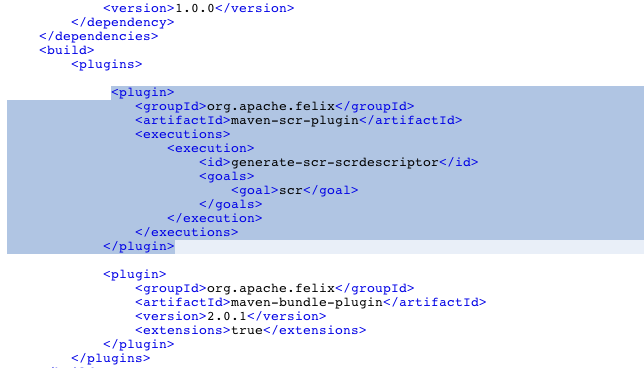 <version>1.0.0</version>
</dependency>
</dependencies>
<build>
<plugins>
<plugin>
<groupId>org.apache.felix</groupId>
<artifactId>maven-scr-plugin</artifactId>
<executions>
<execution>
<id>generate-scr-scrdescriptor</id>
<goals>
<goal>scr</goal>
</goals>
</execution>
</executions>
</plugin>
<plugin>
<groupId>org.apache.felix</groupId>
<artifactId>maven-bundle-plugin</artifactId>
<version>2.0.1</version>
<extensions>true</extensions>
</plugin>
</plugins>